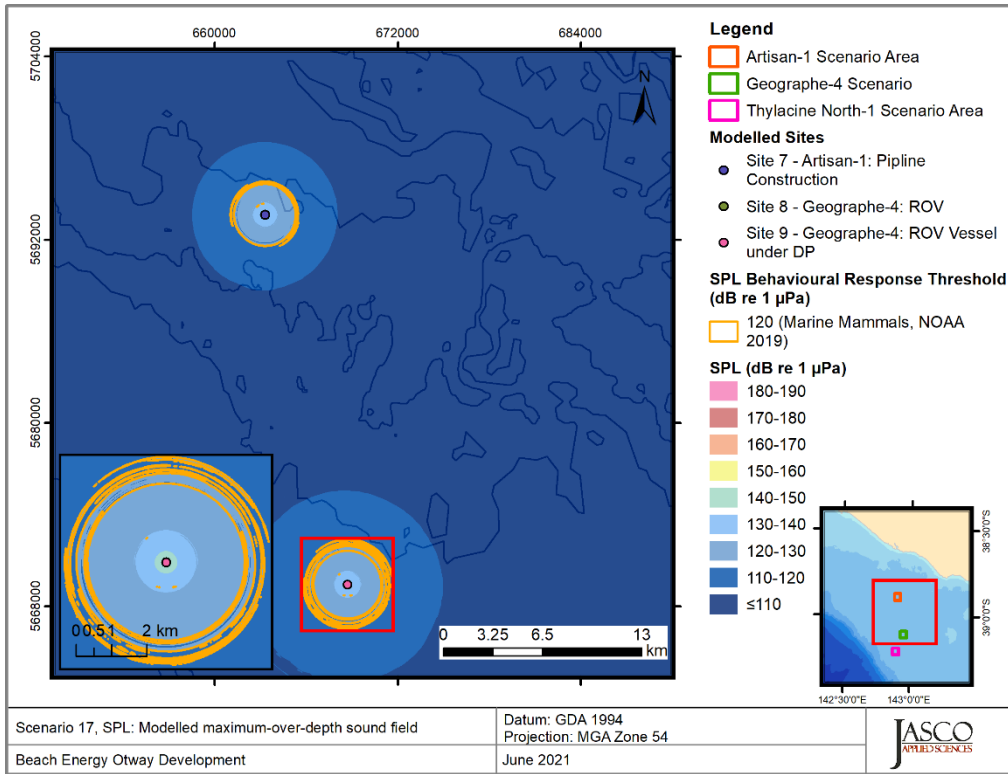 660000 672000 684000
5704000
5692000
5680000
5668000
N
00.51 2 km
0 3.25 6.5 13
km
Legend
Artisan-1 Scenario Area
Geographe-4 Scenario
Thylacine North-1 Scenario Area
Modelled Sites
Site 7 - Artisan-1: Pipline
Construction
Site 8 - Geographe-4: ROV
Site 9 - Geographe-4: ROV Vessel
under DP
SPL Behavioural Response Threshold
(dB re 1 µPa)
120 (Marine Mammals, NOAA
2019)
SPL (dB re 1 µPa)
180-190
170-180
160-170
150-160
140-150
130-140
120-130
110-120
≤110
38°30'0"S
39°0'0"S
142°30'0"E 143°0'0"E
Scenario 17, SPL: Modelled maximum-over-depth sound field
Datum: GDA 1994
Projection: MGA Zone 54
Beach Energy Otway Development
June 2021
JASCO
APPLIED SCIENCES